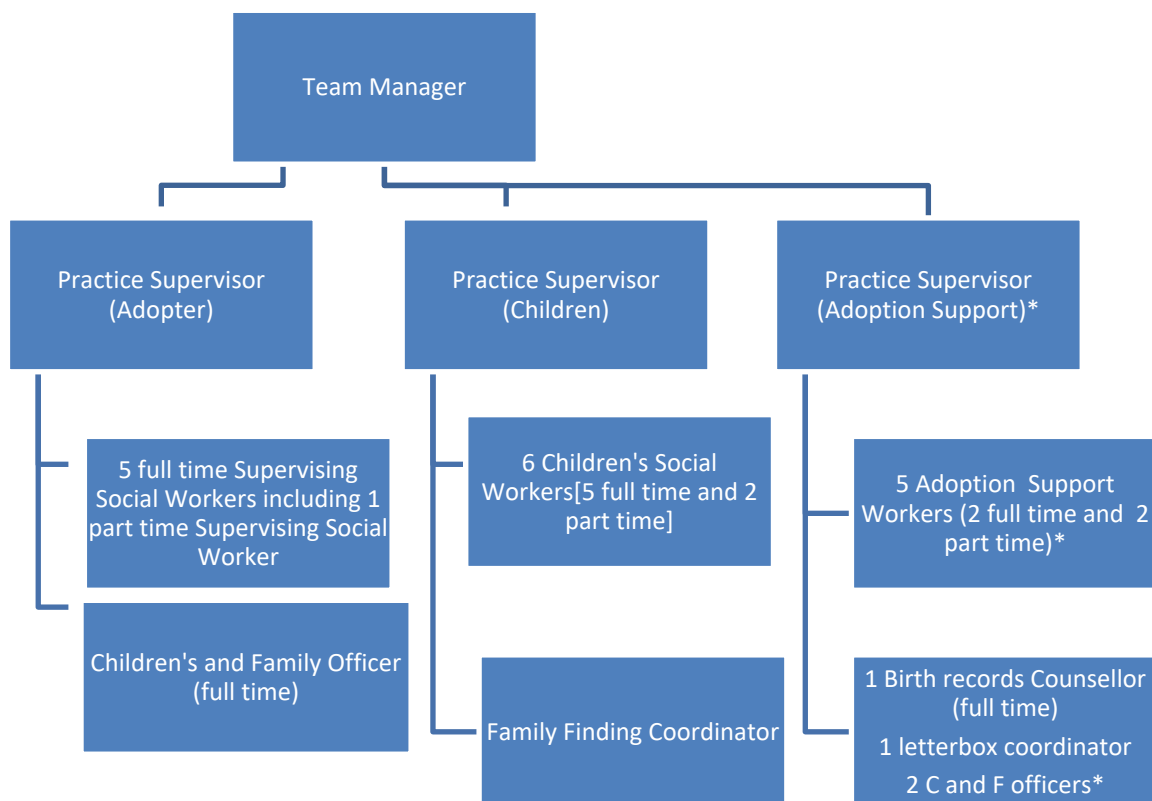 Team Manager
Practice Supervisor
(Adopter)
Practice Supervisor
(Children)
Practice Supervisor
(Adoption Support)*
5 full time Supervising
Social Workers including 1
part time Supervising Social
Worker
6 Children's Social
Workers[5 full time and 2
part time]
5 Adoption  Support
Workers (2 full time and  2
part time)*
Children's and Family Officer
(full time)
Family Finding Coordinator
1 Birth records Counsellor
(full time)
1 letterbox coordinator
2 C and F officers*